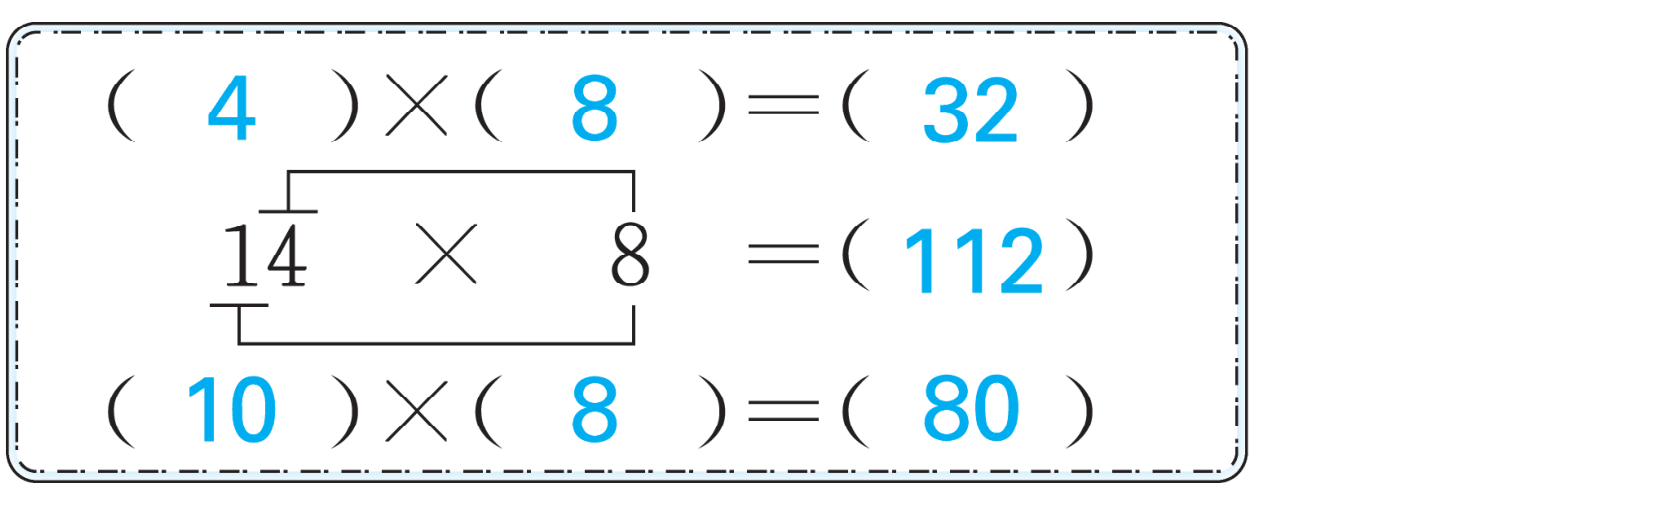 ( 4 )×( 8 )=( 32 )
14 × 8 =( 112 )
( 10 )×( 8 )=( 80 )